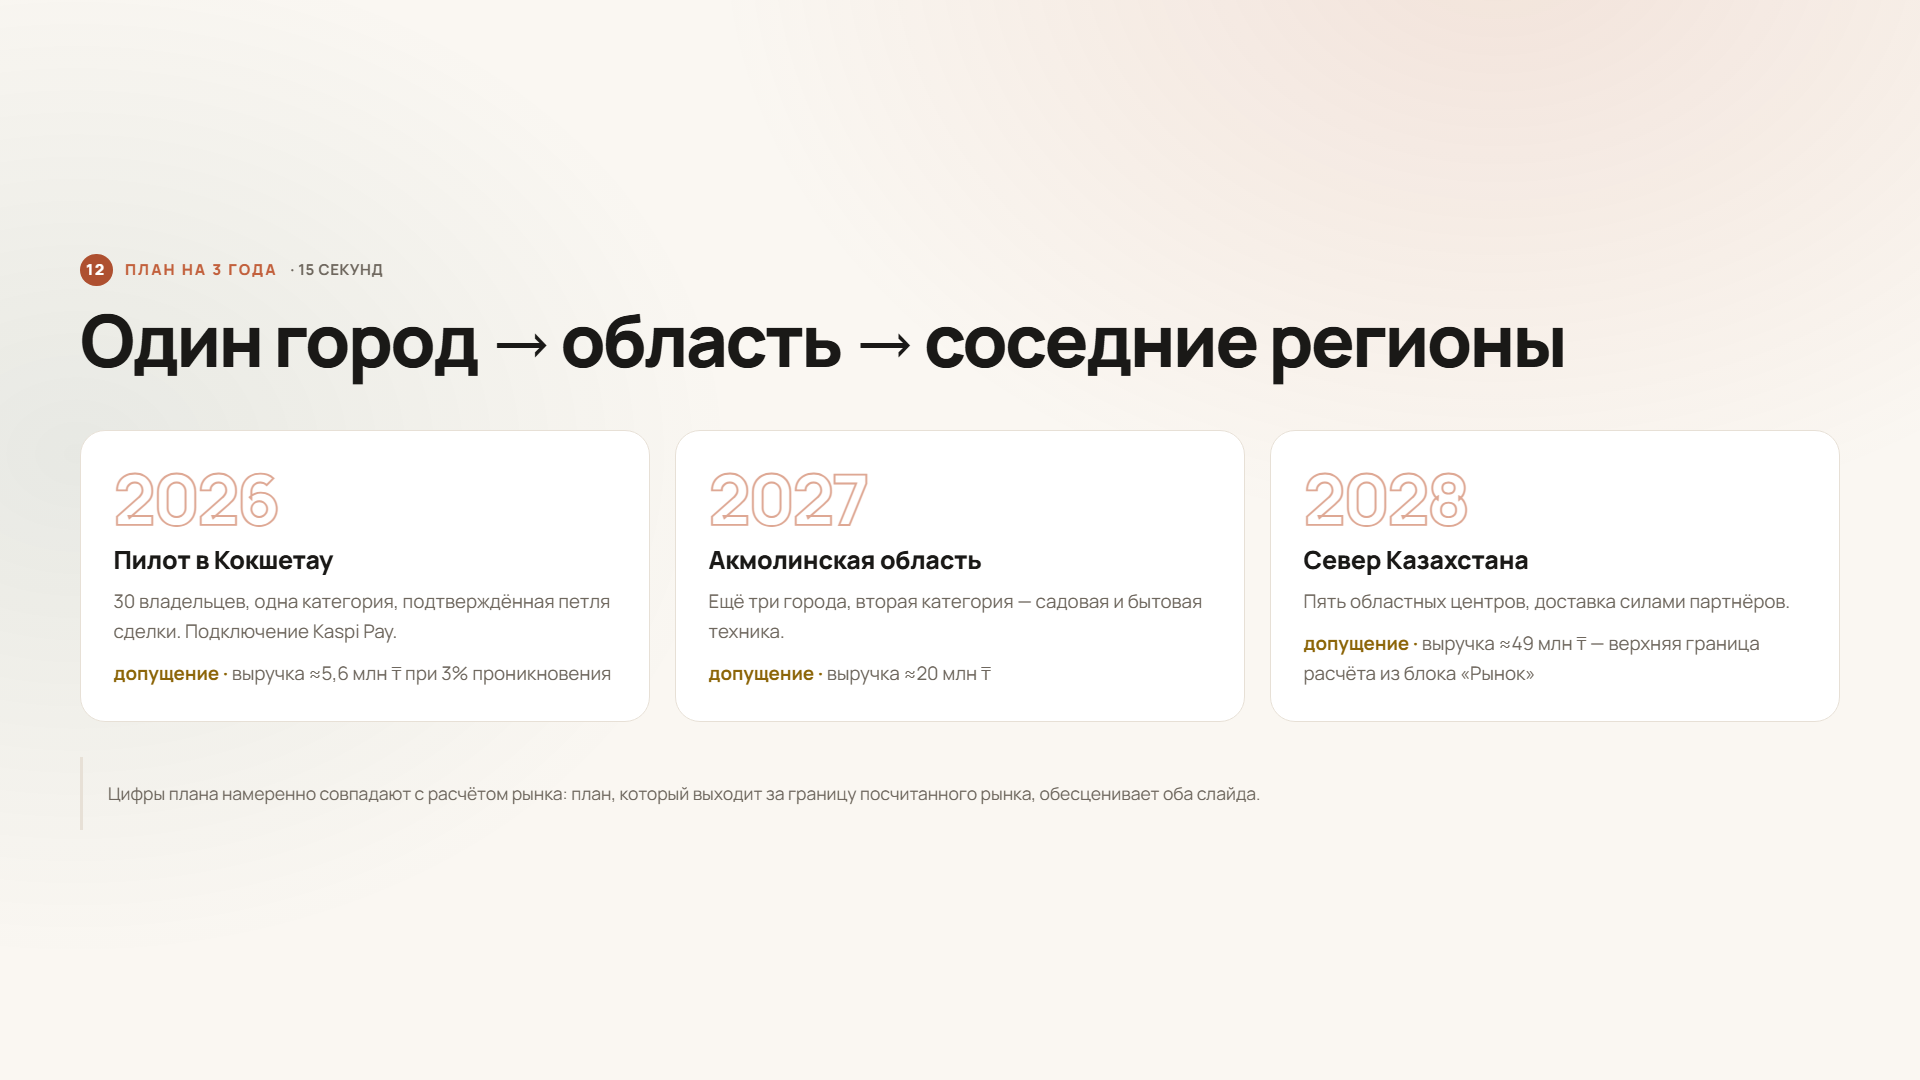 12 ПЛАН НА 3 ГОДА · 15 СЕКУНД
Один город → область → соседние регионы
2026
Пилот в Кокшетау
30 владельцев, одна категория, подтверждённая петля
сделки. Подключение Kaspi Pay.
допущение · выручка ≈5,6 млн ₸ при 3% проникновения
2027
Акмолинская область
Ещё три города, вторая категория — садовая и бытовая
техника.
допущение · выручка ≈20 млн ₸
2028
Север Казахстана
Пять областных центров, доставка силами партнёров.
допущение · выручка ≈49 млн ₸ — верхняя граница
расчёта из блока «Рынок»
Цифры плана намеренно совпадают с расчётом рынка: план, который выходит за границу посчитанного рынка, обесценивает оба слайда.